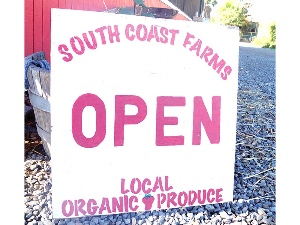 SOUTH COAST FARMS
OPEN
LOCAL
ORGANIC PRODUCE